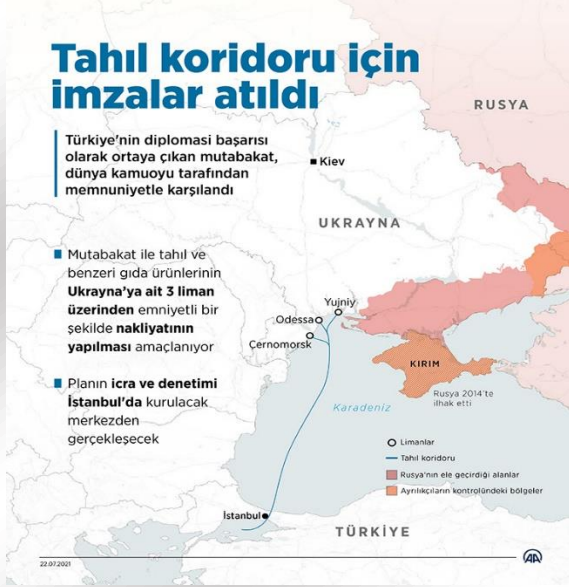 Tahıl koridoru için
imzalar atıldı
RUSYA
Türkiye'nin diplomasi başarısı
olarak ortaya çıkan mutabakat,
dünya kamuoyu tarafından
memnuniyetle karşılandı
Kiev
UKRAYNA
Mutabakat ile tahıl ve
benzeri gıda ürünlerinin
Ukrayna'ya ait 3 liman
üzerinden emniyetli bir
şekilde nakliyatının
yapılması amaçlanıyor
Yujniy
Odessa
Çernomorsk
Planın icra ve denetimi
İstanbul'da kurulacak
merkezden
gerçekleşecek
KIRIM
Rusya 2014'te
ilhak etti
Karadeniz
Limanlar
Tahıl koridoru
Rusya'nın ele geçirdiği alanlar
Ayrılıkçıların kontrolündeki bölgeler
İstanbul
TÜRKİYE
22.07.2021
AA